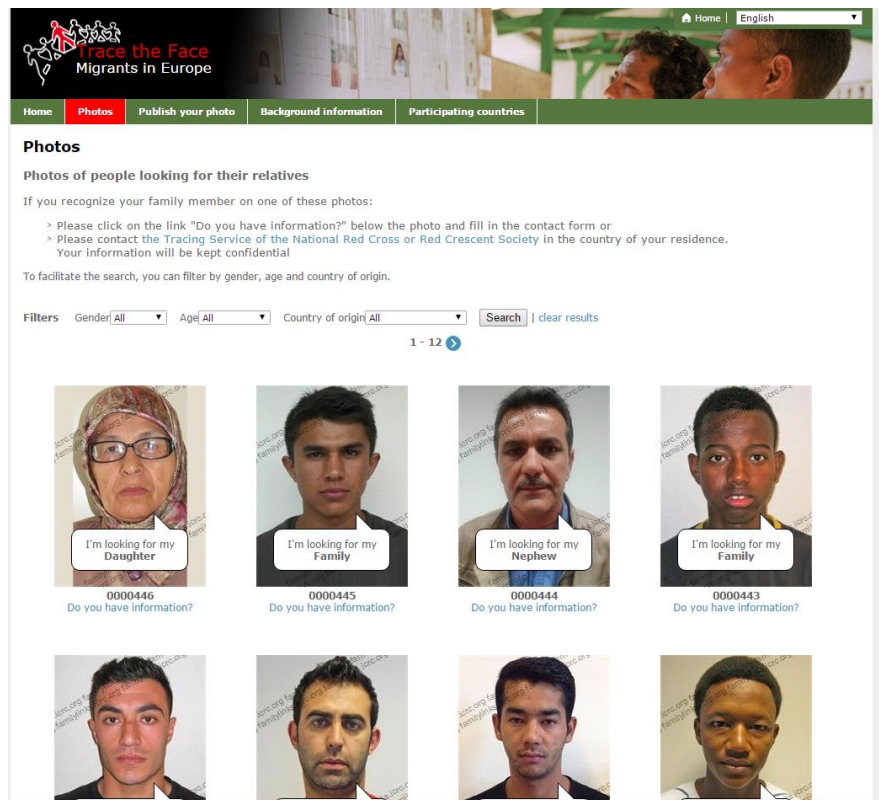 Home | English
Trace the Face
Migrants in Europe
Home Photos Publish your photo Background information Participating countries
Photos
Photos of people looking for their relatives
If you recognize your family member on one of these photos:
> Please click on the link "Do you have information?" below the photo and fill in the contact form or
> Please contact the Tracing Service of the National Red Cross or Red Crescent Society in the country of your residence.
Your information will be kept confidential
To facilitate the search, you can filter by gender, age and country of origin.
Filters Gender All Age All Country of origin All Search | clear results
1 - 12
I'm looking for my
Daughter
I'm looking for my
Family
I'm looking for my
Nephew
I'm looking for my
Family
0000446
0000445
0000444
0000443
Do you have information?
Do you have information?
Do you have information?
Do you have information?